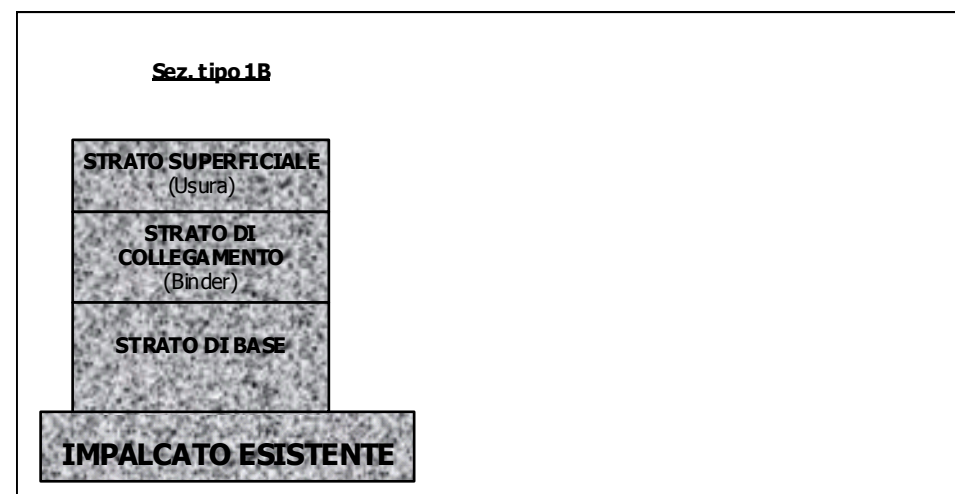 Sez. tipo 1B
STRATO SUPERFICIALE
(Usura)
STRATO DI
COLLEGAMENTO
(Binder)
STRATO DI BASE
IMPALCATO ESISTENTE